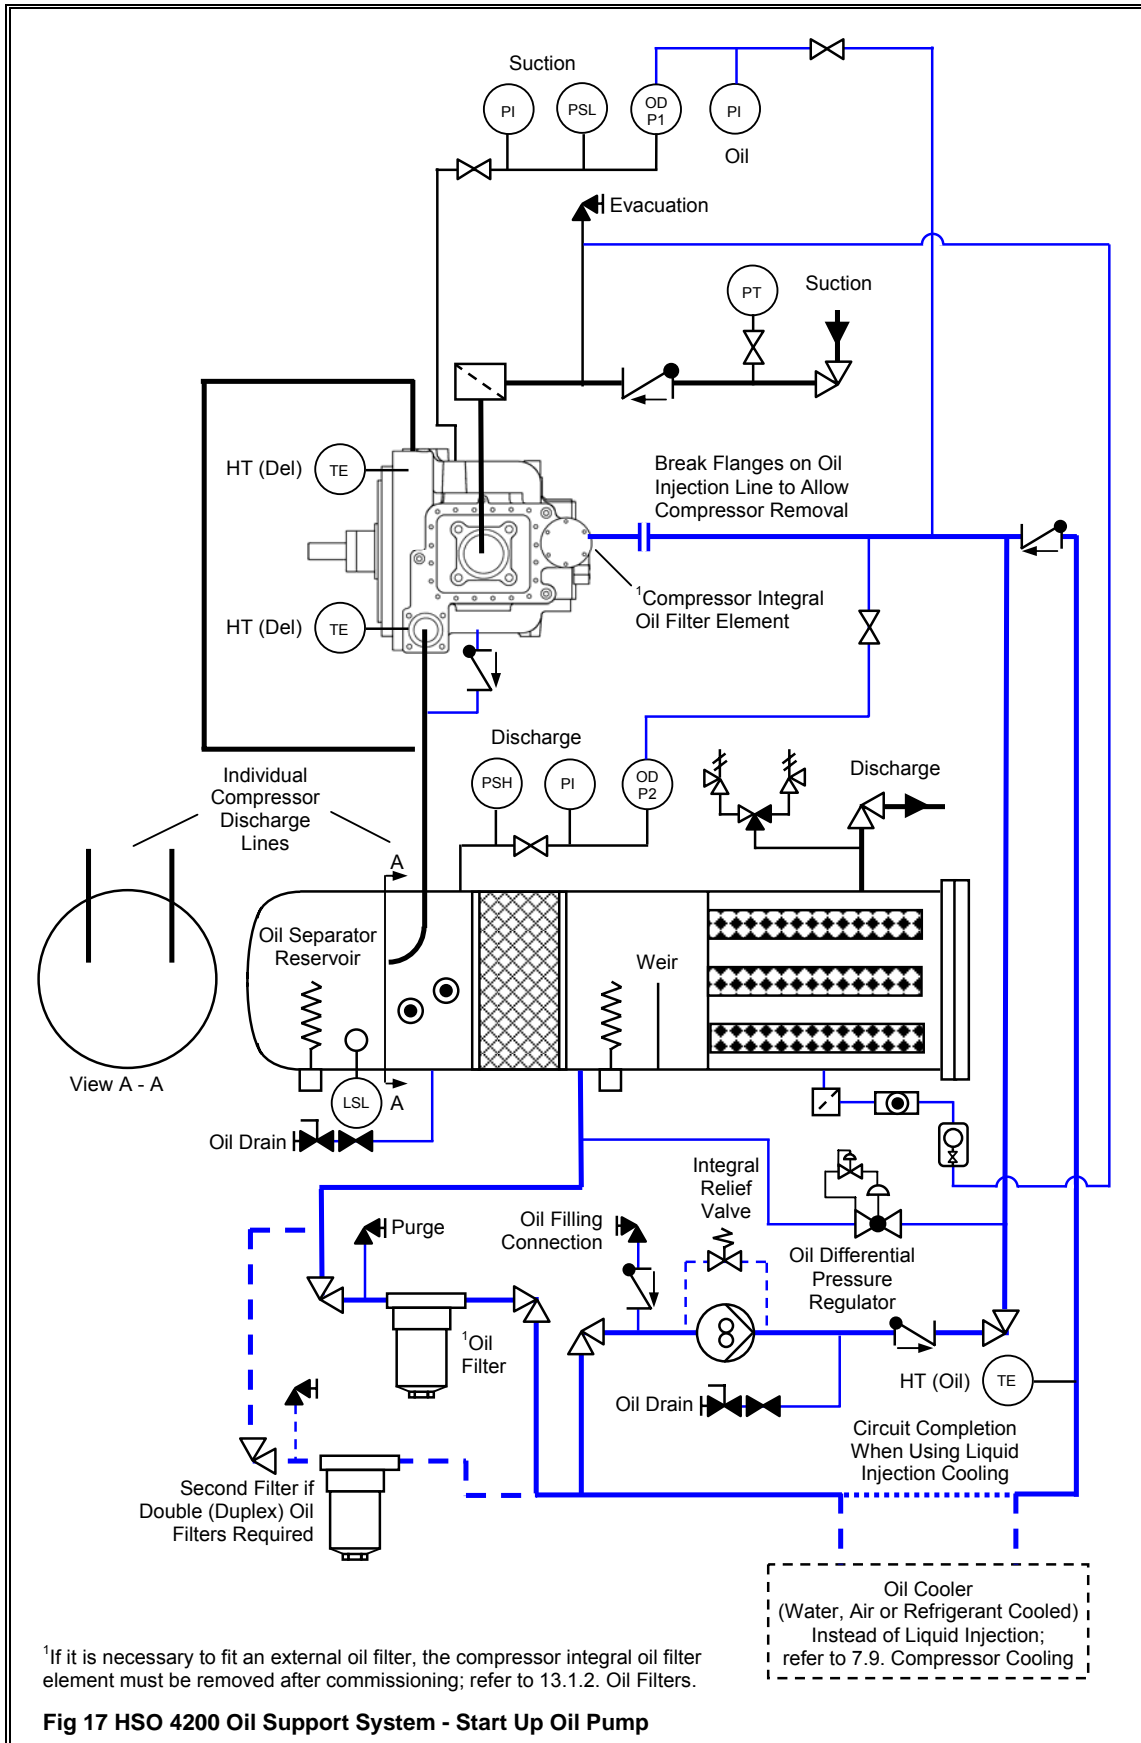 Suction
PI
PSL
OD
P1
PI
Oil
Evacuation
PT
Suction
HT (Del)
TE
Break Flanges on Oil
Injection Line to Allow
Compressor Removal
1Compressor Integral
Oil Filter Element
HT (Del)
TE
Discharge
PSH
PI
OD
P2
Discharge
Individual
Compressor
Discharge
Lines
A
Oil Separator
Reservoir
Weir
View A - A
LSL
A
Oil Drain
Integral
Relief
Valve
Purge
Oil Filling
Connection
Oil Differential
Pressure
Regulator
1Oil
Filter
HT (Oil)
TE
Oil Drain
Circuit Completion
When Using Liquid
Injection Cooling
Second Filter if
Double (Duplex) Oil
Filters Required
Oil Cooler
(Water, Air or Refrigerant Cooled)
Instead of Liquid Injection;
refer to 7.9. Compressor Cooling
1If it is necessary to fit an external oil filter, the compressor integral oil filter
element must be removed after commissioning; refer to 13.1.2. Oil Filters.
Fig 17 HSO 4200 Oil Support System - Start Up Oil Pump